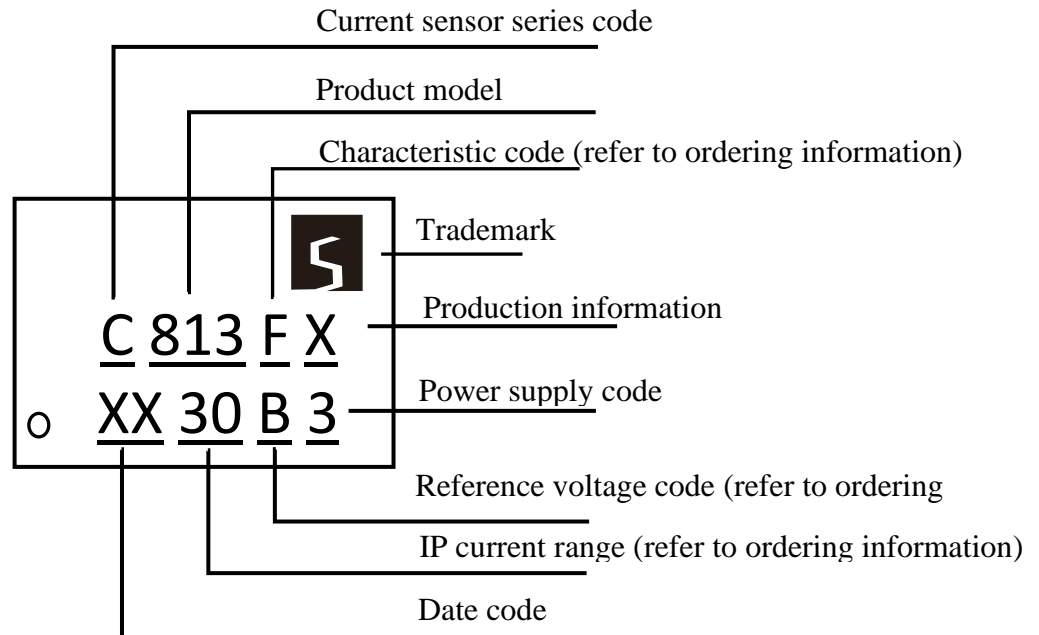 Current sensor series code
Product model
Characteristic code (refer to ordering information)
Trademark
Production information
C 813 F X
Power supply code
XX 30 B 3
Reference voltage code (refer to ordering
IP current range (refer to ordering information)
Date code